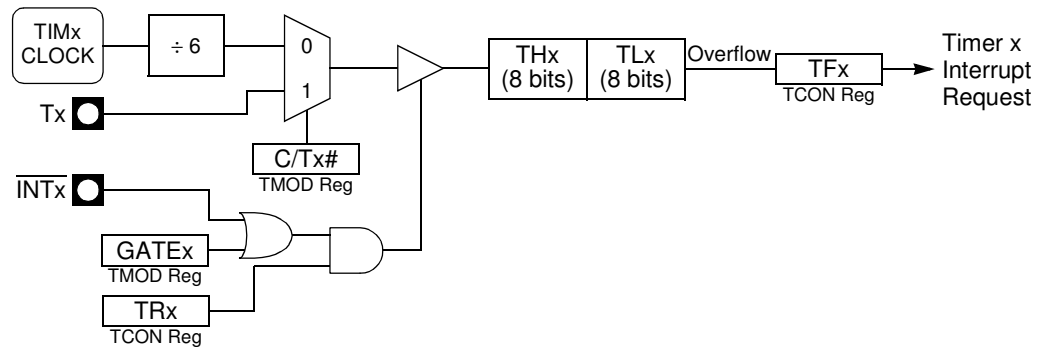 TIMx
CLOCK
÷ 6
0
1
Tx
C/Tx#
TMOD Reg
THx
(8 bits)
TLx
(8 bits)
Overflow
TFx
TCON Reg
Timer x
Interrupt
Request
INTx
GATEx
TMOD Reg
TRx
TCON Reg